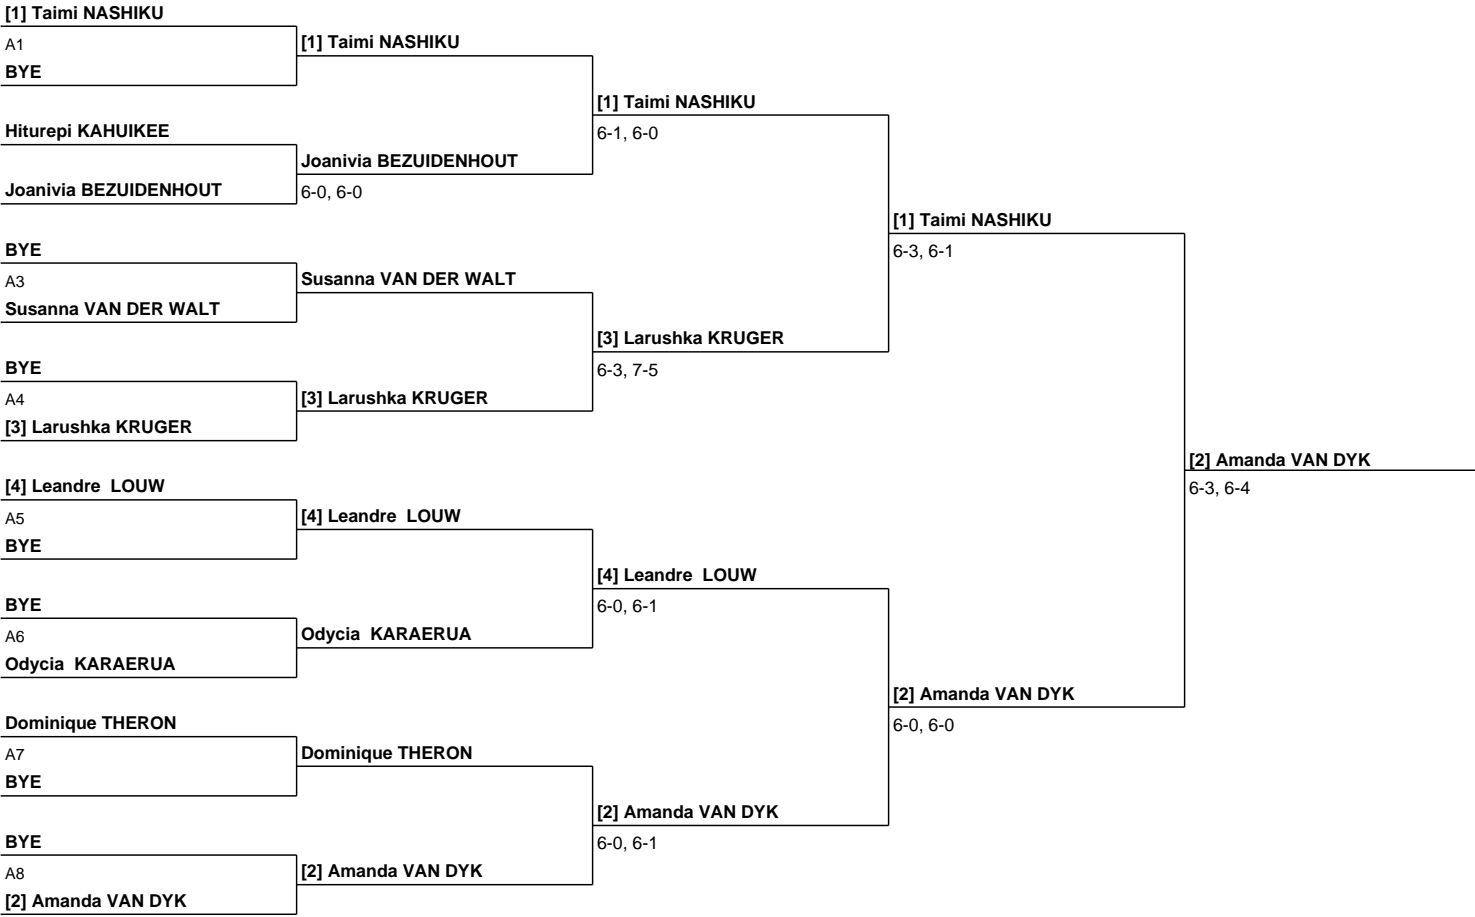 [1] Taimi NASHIKU
A1
BYE
Hiturepi KAHUIKEE
Joanivia BEZUIDENHOUT
BYE
A3
Susanna VAN DER WALT
BYE
A4
[3] Larushka KRUGER
[4] Leandre  LOUW
A5
BYE
BYE
A6
Odycia  KARAERUA
Dominique THERON
A7
BYE
BYE
A8
[2] Amanda VAN DYK
[1] Taimi NASHIKU
Joanivia BEZUIDENHOUT
6-0, 6-0
Susanna VAN DER WALT
[3] Larushka KRUGER
[4] Leandre  LOUW
Odycia  KARAERUA
Dominique THERON
[2] Amanda VAN DYK
[1] Taimi NASHIKU
6-1, 6-0
[3] Larushka KRUGER
6-3, 7-5
[4] Leandre  LOUW
6-0, 6-1
[2] Amanda VAN DYK
6-0, 6-1
[1] Taimi NASHIKU
6-3, 6-1
[2] Amanda VAN DYK
6-0, 6-0
[2] Amanda VAN DYK
6-3, 6-4